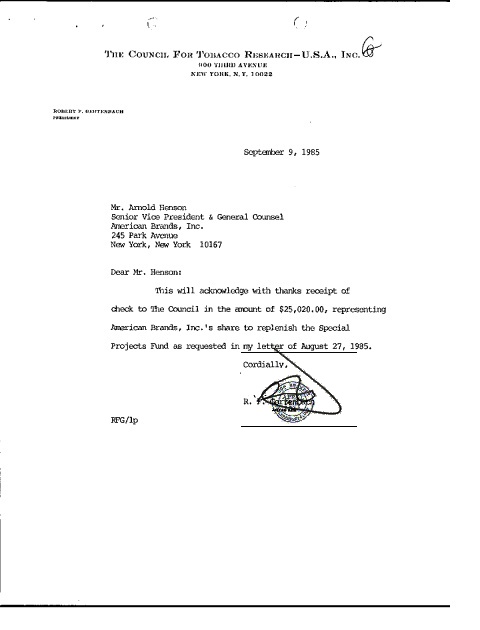 THE COUNCIL FOR TOBACCO RESEARCH—U.S.A., INC.
900 THIRD AVENUE
NEW YORK, N.Y. 10022
ROBERT F. GERTENBACH
PRESIDENT
September 9, 1985
Mr. Arnold Henson
Senior Vice President & General Counsel
American Brands, Inc.
245 Park Avenue
New York, New York 10167
Dear Mr. Henson:
This will acknowledge with thanks receipt of
check to The Council in the amount of $25,020.00, representing
American Brands, Inc.'s share to replenish the Special
Projects Fund as requested in my letter of August 27, 1985.
Cordially,
R. F. Gertenbach
RFG/lp